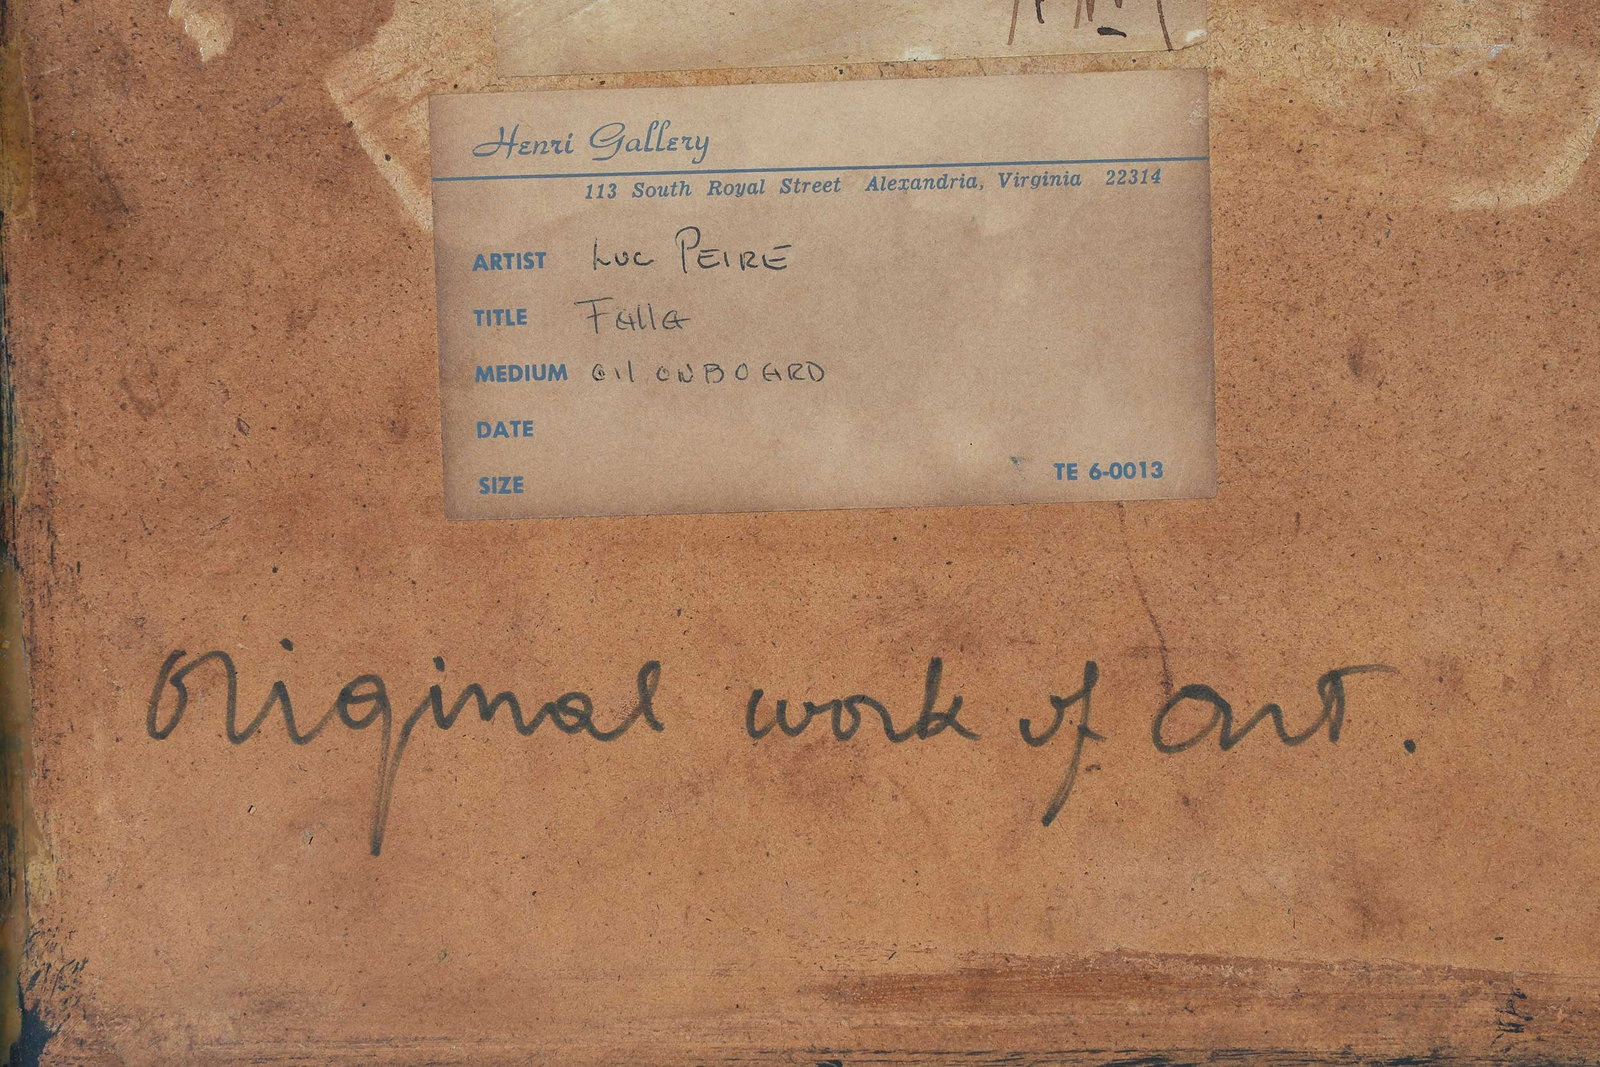 Henri Gallery
113 South Royal Street Alexandria, Virginia 22314
ARTIST Luc PEIRE
TITLE Falla
MEDIUM Oil ON BOARD
DATE
SIZE
TE 6-0013
Original work of art.